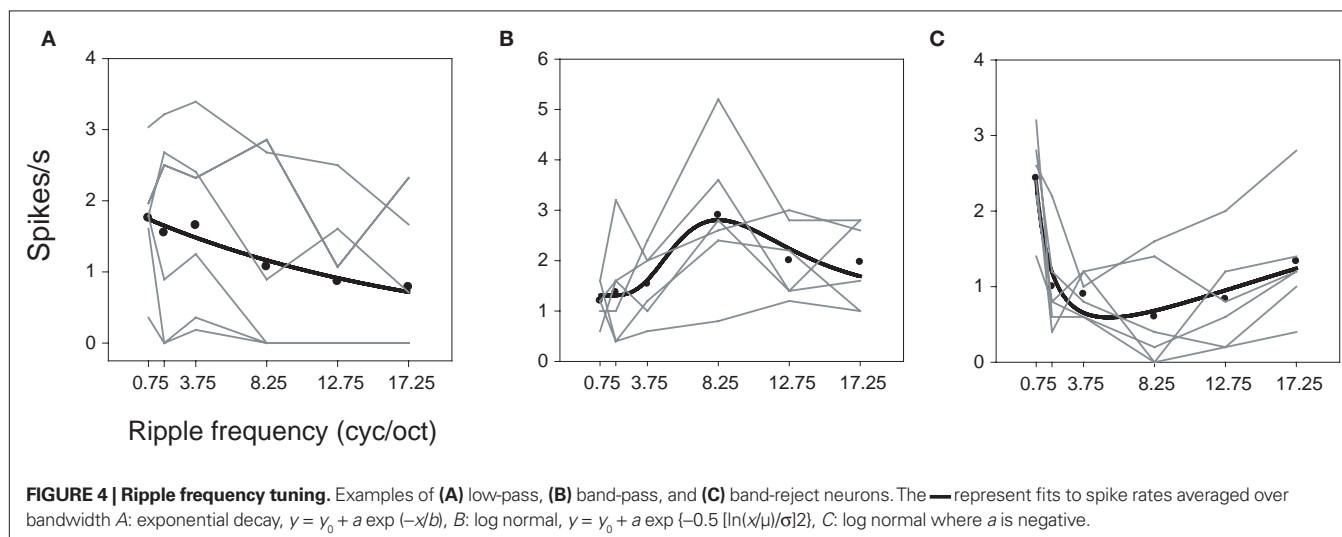 A
B
C
4
3
2
1
0
Spikes/s
0.75 3.75 8.25 12.75 17.25
Ripple frequency (cyc/oct)
6
5
4
3
2
1
0
0.75 3.75 8.25 12.75 17.25
4
3
2
1
0
0.75 3.75 8.25 12.75 17.25
FIGURE 4 | Ripple frequency tuning. Examples of (A) low-pass, (B) band-pass, and (C) band-reject neurons. The — represent fits to spike rates averaged over
bandwidth A: exponential decay, y = y₀ + a exp (−x/b), B: log normal, y = y₀ + a exp {−0.5 [ln(x/μ)/σ]2}, C: log normal where a is negative.